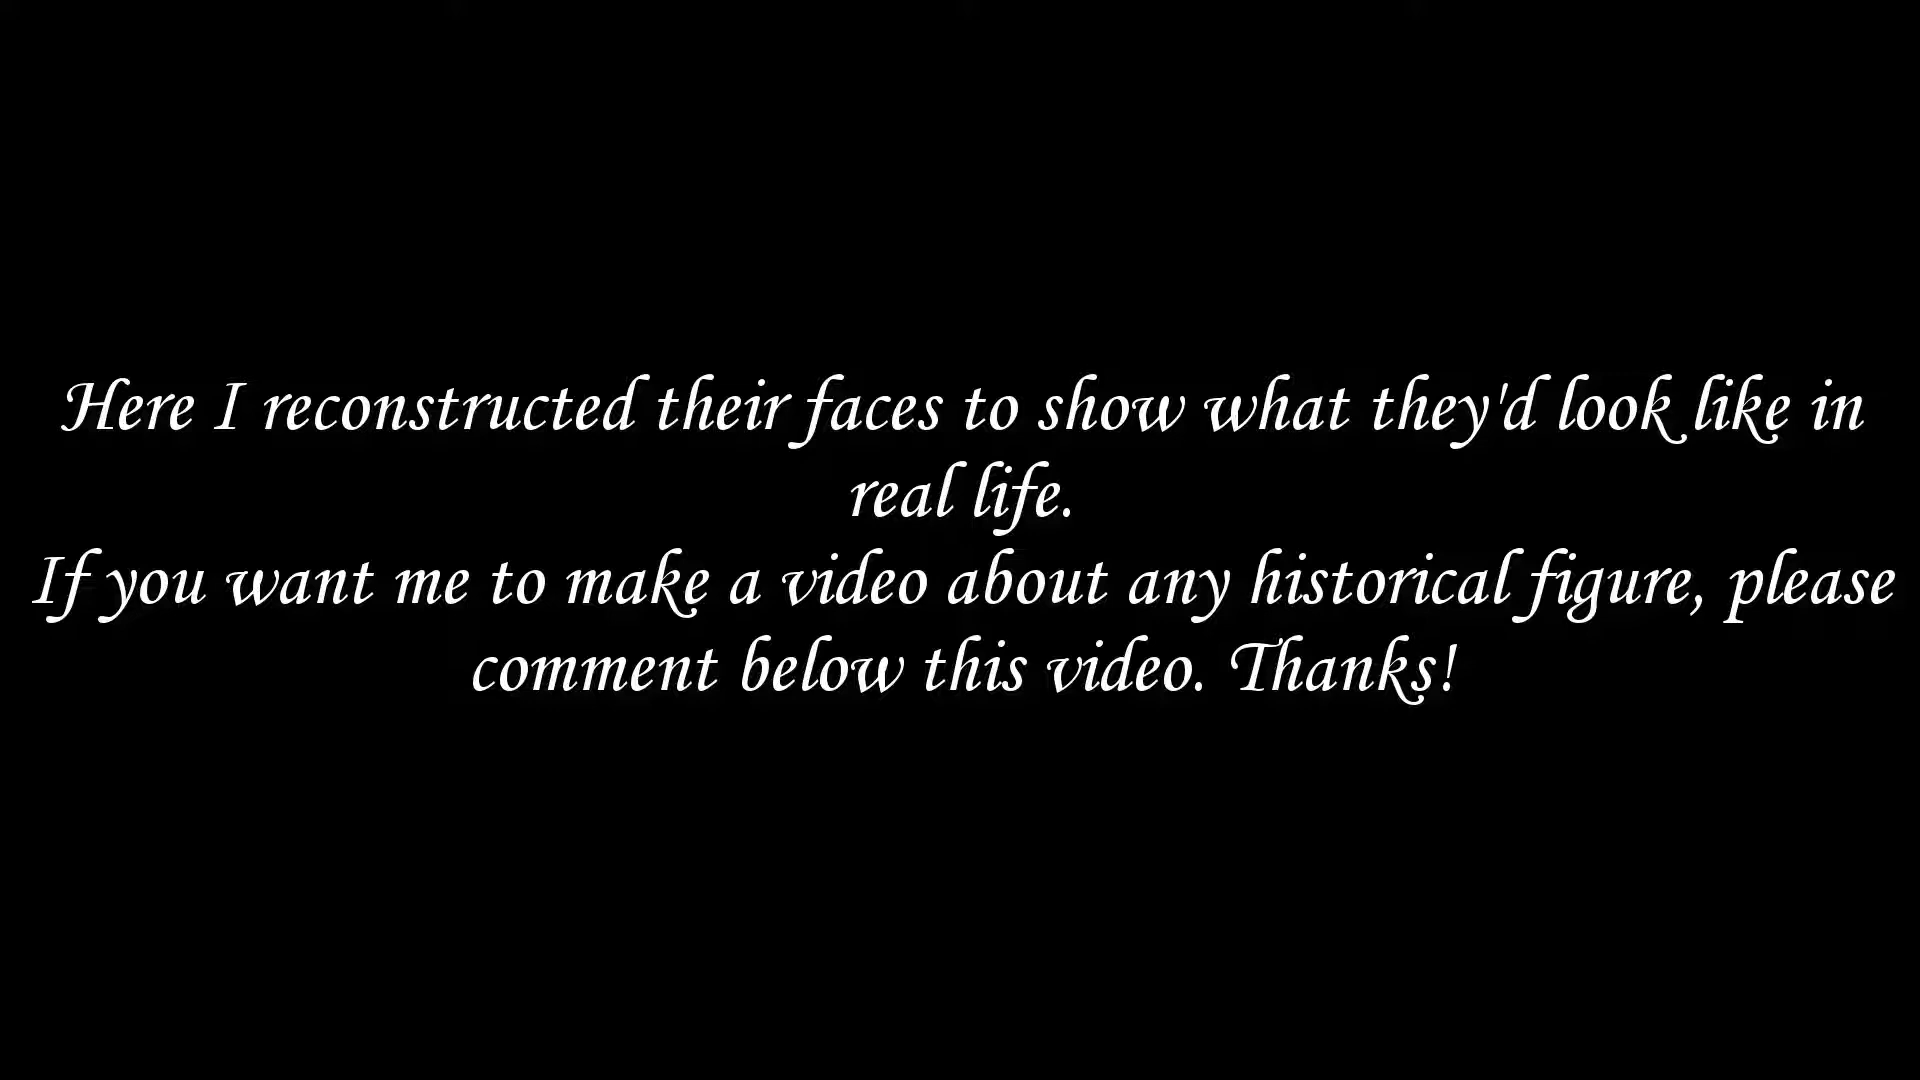 Here I reconstructed their faces to show what they'd look like in
real life.
If you want me to make a video about any historical figure, please
comment below this video. Thanks!